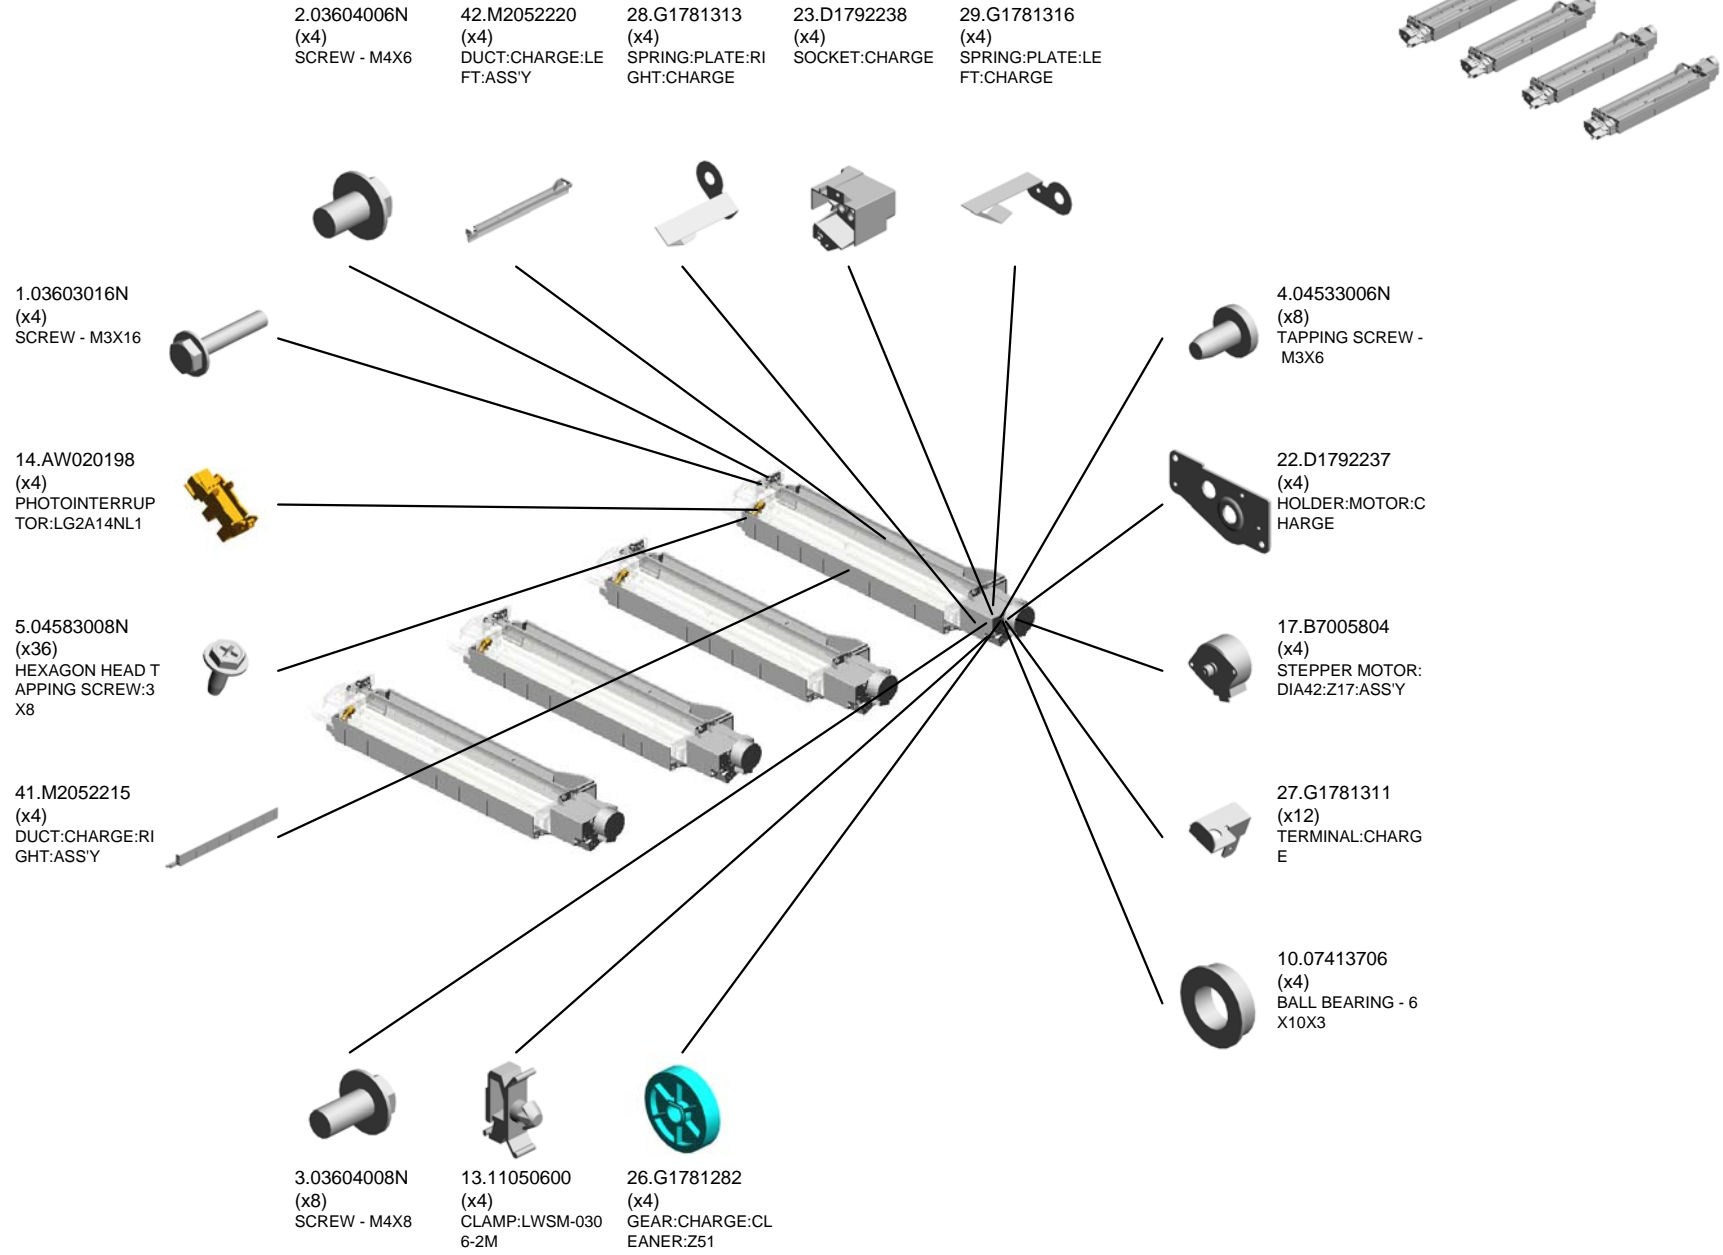 2.03604006N
(x4)
SCREW - M4X6
42.M2052220
(x4)
DUCT:CHARGE:LE
FT:ASS'Y
28.G1781313
(x4)
SPRING:PLATE:RI
GHT:CHARGE
23.D1792238
(x4)
SOCKET:CHARGE
29.G1781316
(x4)
SPRING:PLATE:LE
FT:CHARGE
1.03603016N
(x4)
SCREW - M3X16
14.AW020198
(x4)
PHOTOINTERRUP
TOR:LG2A14NL1
5.04583008N
(x36)
HEXAGON HEAD T
APPING SCREW:3
X8
41.M2052215
(x4)
DUCT:CHARGE:RI
GHT:ASS'Y
4.04533006N
(x8)
TAPPING SCREW -
M3X6
22.D1792237
(x4)
HOLDER:MOTOR:C
HARGE
17.B7005804
(x4)
STEPPER MOTOR:
DIA42:Z17:ASS'Y
27.G1781311
(x12)
TERMINAL:CHARG
E
10.07413706
(x4)
BALL BEARING - 6
X10X3
3.03604008N
(x8)
SCREW - M4X8
13.11050600
(x4)
CLAMP:LWSM-030
6-2M
26.G1781282
(x4)
GEAR:CHARGE:CL
EANER:Z51